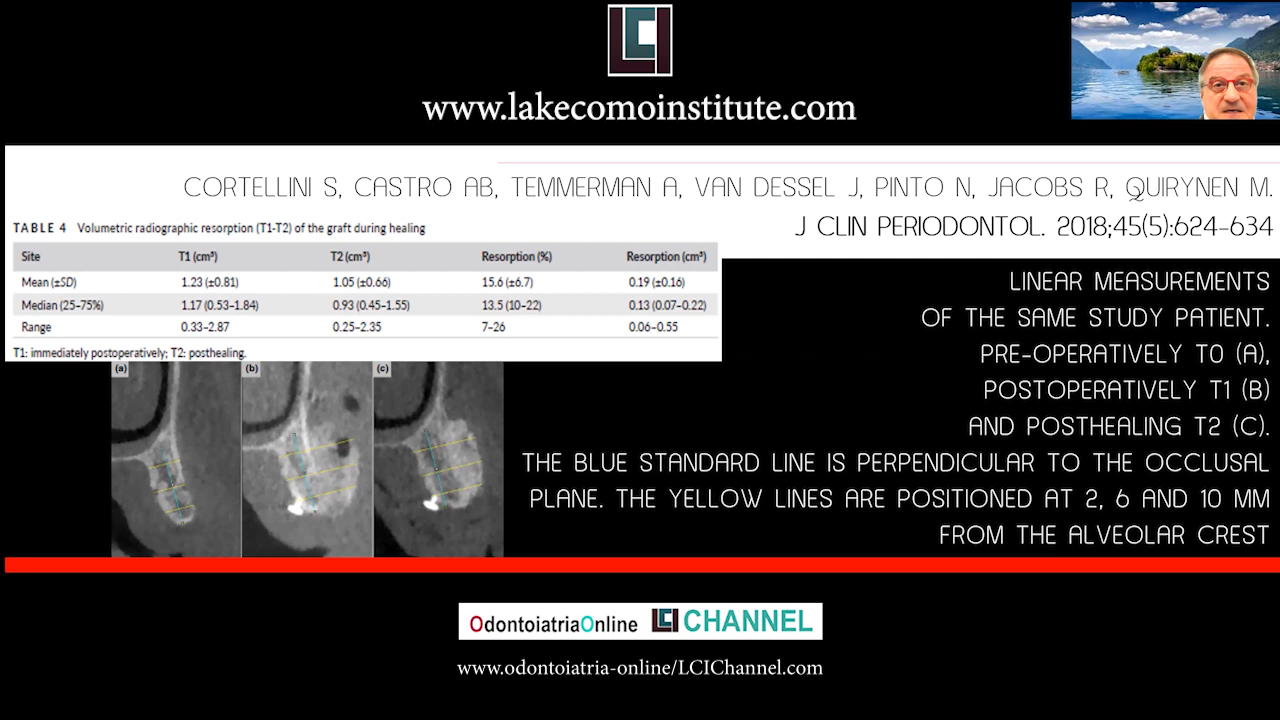 LCI
www.lakecomoinstitute.com
CORTELLINI S, CASTRO AB, TEMMERMAN A, VAN DESSEL J, PINTO N, JACOBS R, QUIRYNEN M.
J CLIN PERIODONTOL. 2018;45(5):624-634
TABLE 4 Volumetric radiographic resorption (T1-T2) of the graft during healing
Site T1 (cm³) T2 (cm³) Resorption (%) Resorption (cm³)
Mean (±SD) 1.23 (±0.81) 1.05 (±0.66) 15.6 (±6.7) 0.19 (±0.16)
Median (25-75%) 1.17 (0.53-1.84) 0.93 (0.45-1.55) 13.5 (10-22) 0.13 (0.07-0.22)
Range 0.33-2.87 0.25-2.35 7-26 0.06-0.55
T1: immediately postoperatively; T2: posthealing.
(a) (b) (c)
LINEAR MEASUREMENTS
OF THE SAME STUDY PATIENT.
PRE-OPERATIVELY T0 (A),
POSTOPERATIVELY T1 (B)
AND POSTHEALING T2 (C).
THE BLUE STANDARD LINE IS PERPENDICULAR TO THE OCCLUSAL
PLANE. THE YELLOW LINES ARE POSITIONED AT 2, 6 AND 10 MM
FROM THE ALVEOLAR CREST
OdontoiatriaOnline LCI CHANNEL
www.odontoiatria-online/LCIChannel.com